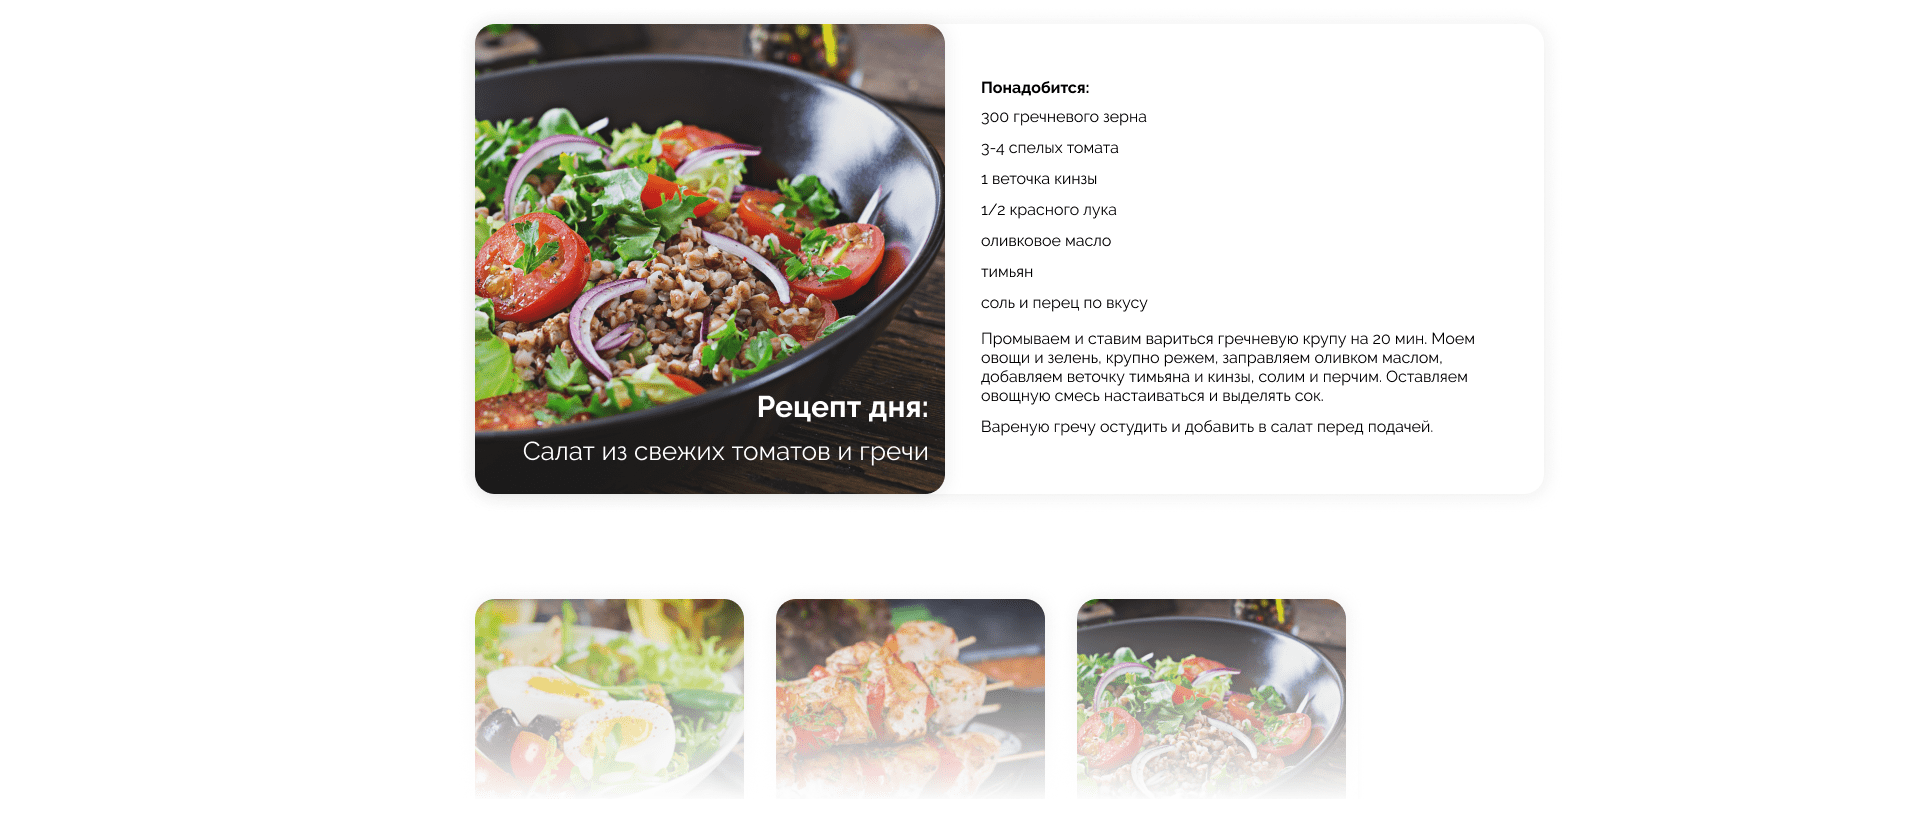 Рецепт дня:
Салат из свежих томатов и гречи
Понадобится:
300 гречневого зерна
3-4 спелых томата
1 веточка кинзы
1/2 красного лука
оливковое масло
тимьян
соль и перец по вкусу
Промываем и ставим вариться гречневую крупу на 20 мин. Моем
овощи и зелень, крупно режем, заправляем оливком маслом,
добавляем веточку тимьяна и кинзы, солим и перчим. Оставляем
овощную смесь настаиваться и выделять сок.
Вареную гречу остудить и добавить в салат перед подачей.